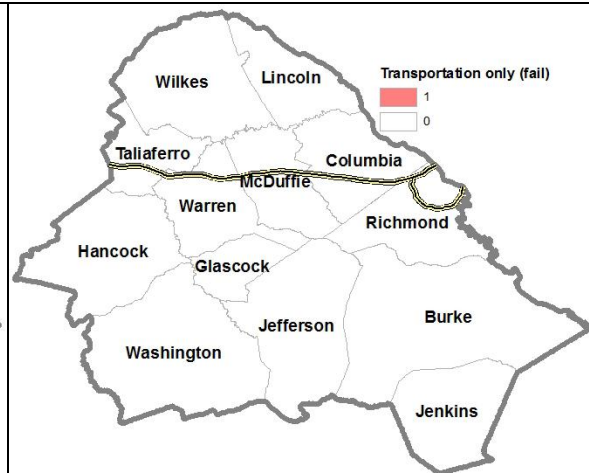 Wilkes
Lincoln
Transportation only (fail)
1
0
Taliaferro
Columbia
McDuffie
Warren
Richmond
Hancock
Glascock
Jefferson
Burke
Washington
Jenkins